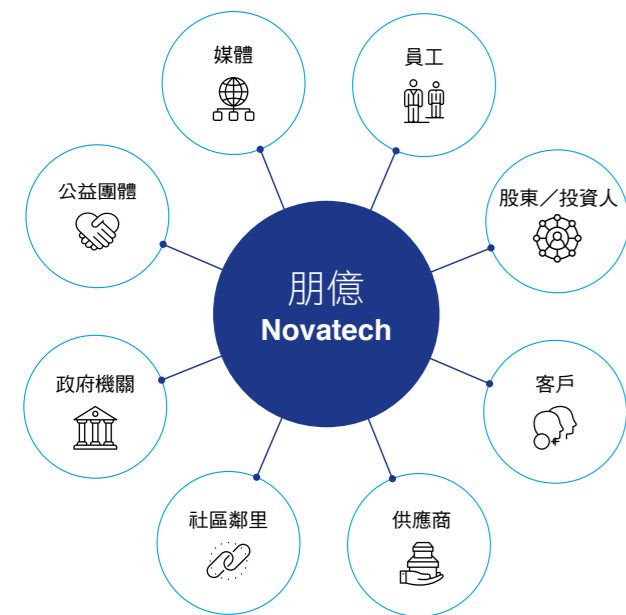 媒體
員工
公益團體
股東／投資人
朋億
Novatech
政府機關
客戶
社區鄰里
供應商